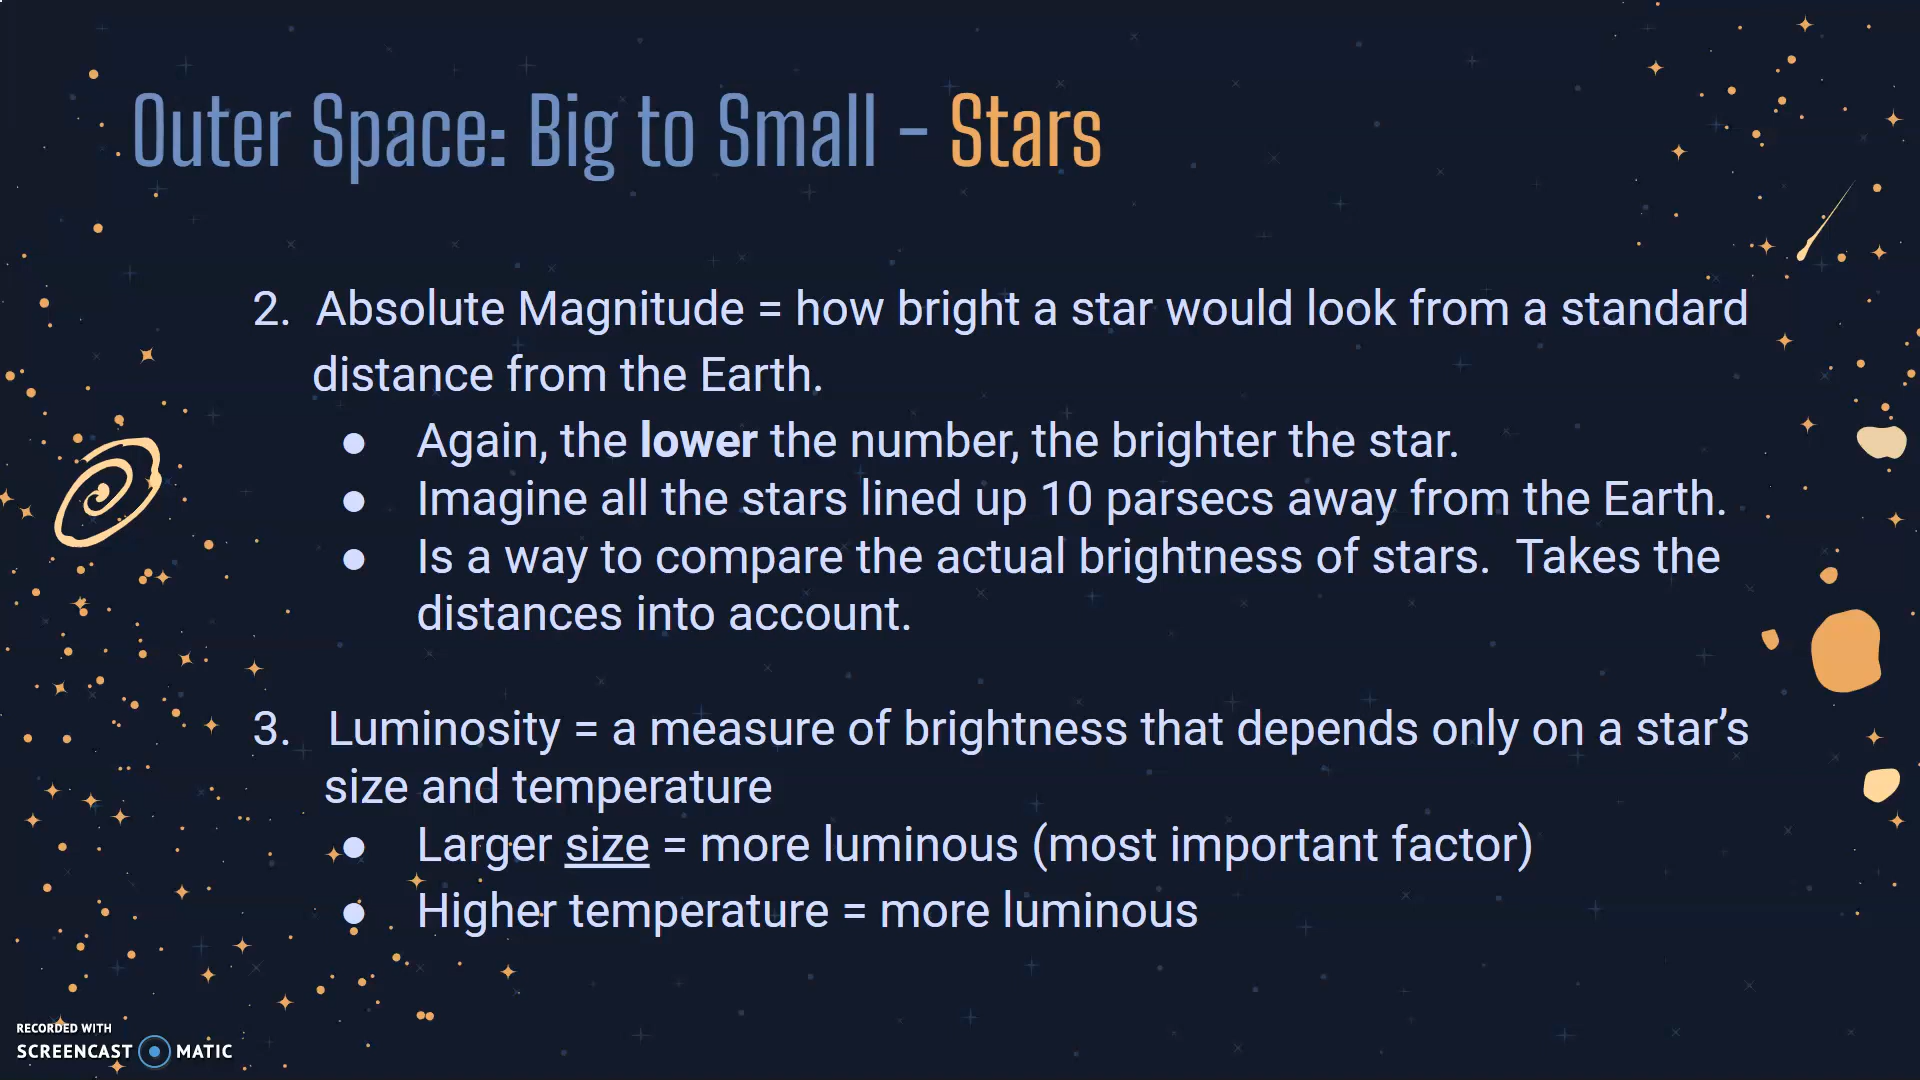 Outer Space: Big to Small – Stars
2. Absolute Magnitude = how bright a star would look from a standard
distance from the Earth.
● Again, the lower the number, the brighter the star.
● Imagine all the stars lined up 10 parsecs away from the Earth.
● Is a way to compare the actual brightness of stars. Takes the
distances into account.
3. Luminosity = a measure of brightness that depends only on a star’s
size and temperature
● Larger size = more luminous (most important factor)
● Higher temperature = more luminous
RECORDED WITH
SCREENCAST MATIC